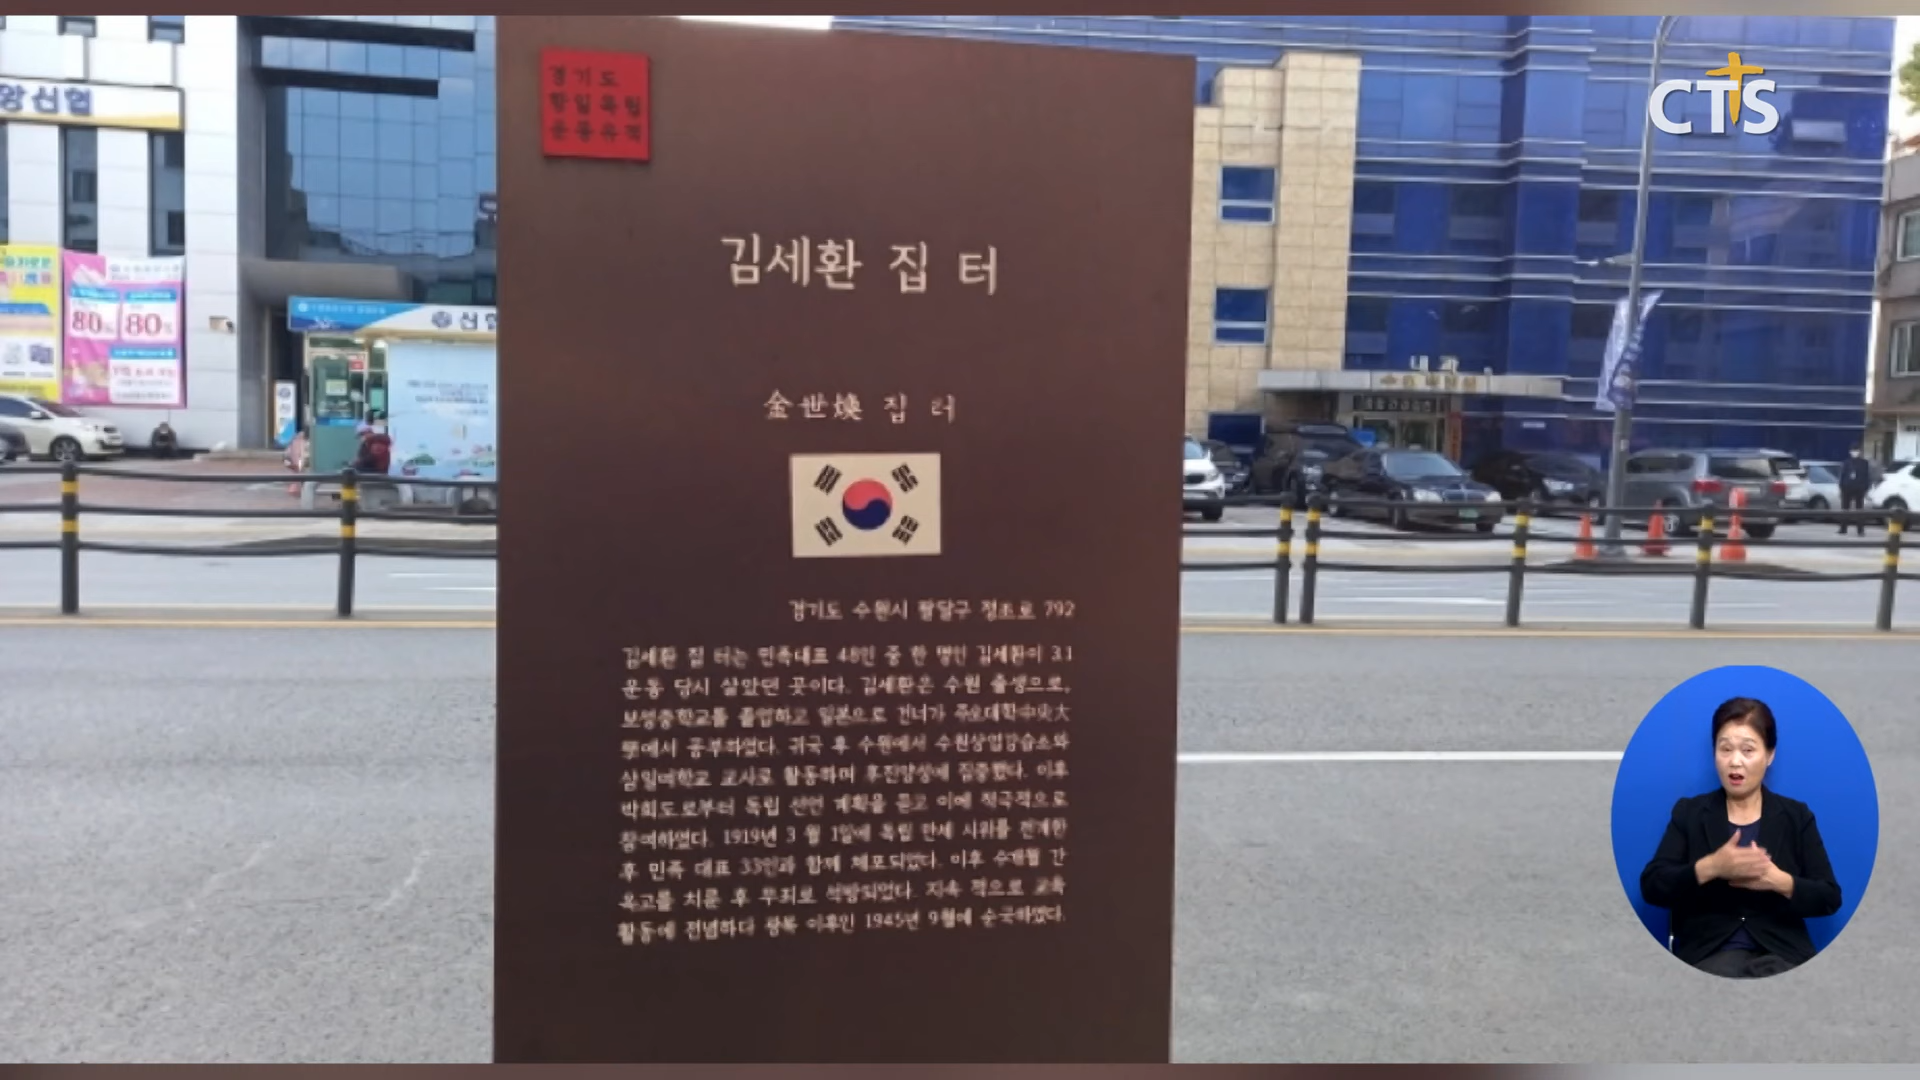 경기도
항일독립
운동유적
김세환 집 터
金世煥 집 터
경기도 수원시 팔달구 정조로 792
김세환 집 터는 민족대표 48인 중 한 명인 김세환이 3.1
운동 당시 살았던 곳이다. 김세환은 수원 출생으로,
보성중학교를 졸업하고 일본으로 건너가 주오대학中央大
學에서 공부하였다. 귀국 후 수원에서 수원상업강습소와
삼일여학교 교사로 활동하며 후진양성에 집중했다. 이후
박희도로부터 독립 선언 계획을 듣고 이에 적극적으로
참여하였다. 1919년 3 월 1일에 독립 만세 시위를 전개한
후 민족 대표 33인과 함께 체포되었다. 이후 수개월 간
옥고를 치룬 후 무죄로 석방되었다. 지속 적으로 교육
활동에 전념하다 광복 이후인 1945년 9월에 순국하였다.
CTS
앙신협
80%
80%
신협
내과